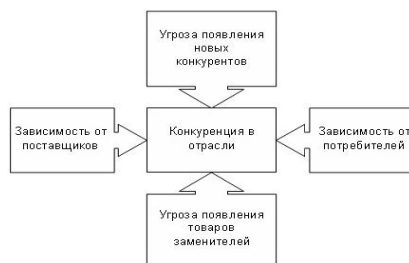 Угроза появления
новых
конкурентов
Зависимость от
поставщиков
Конкуренция в
отрасли
Зависимость от
потребителей
Угроза появления
товаров
заменителей